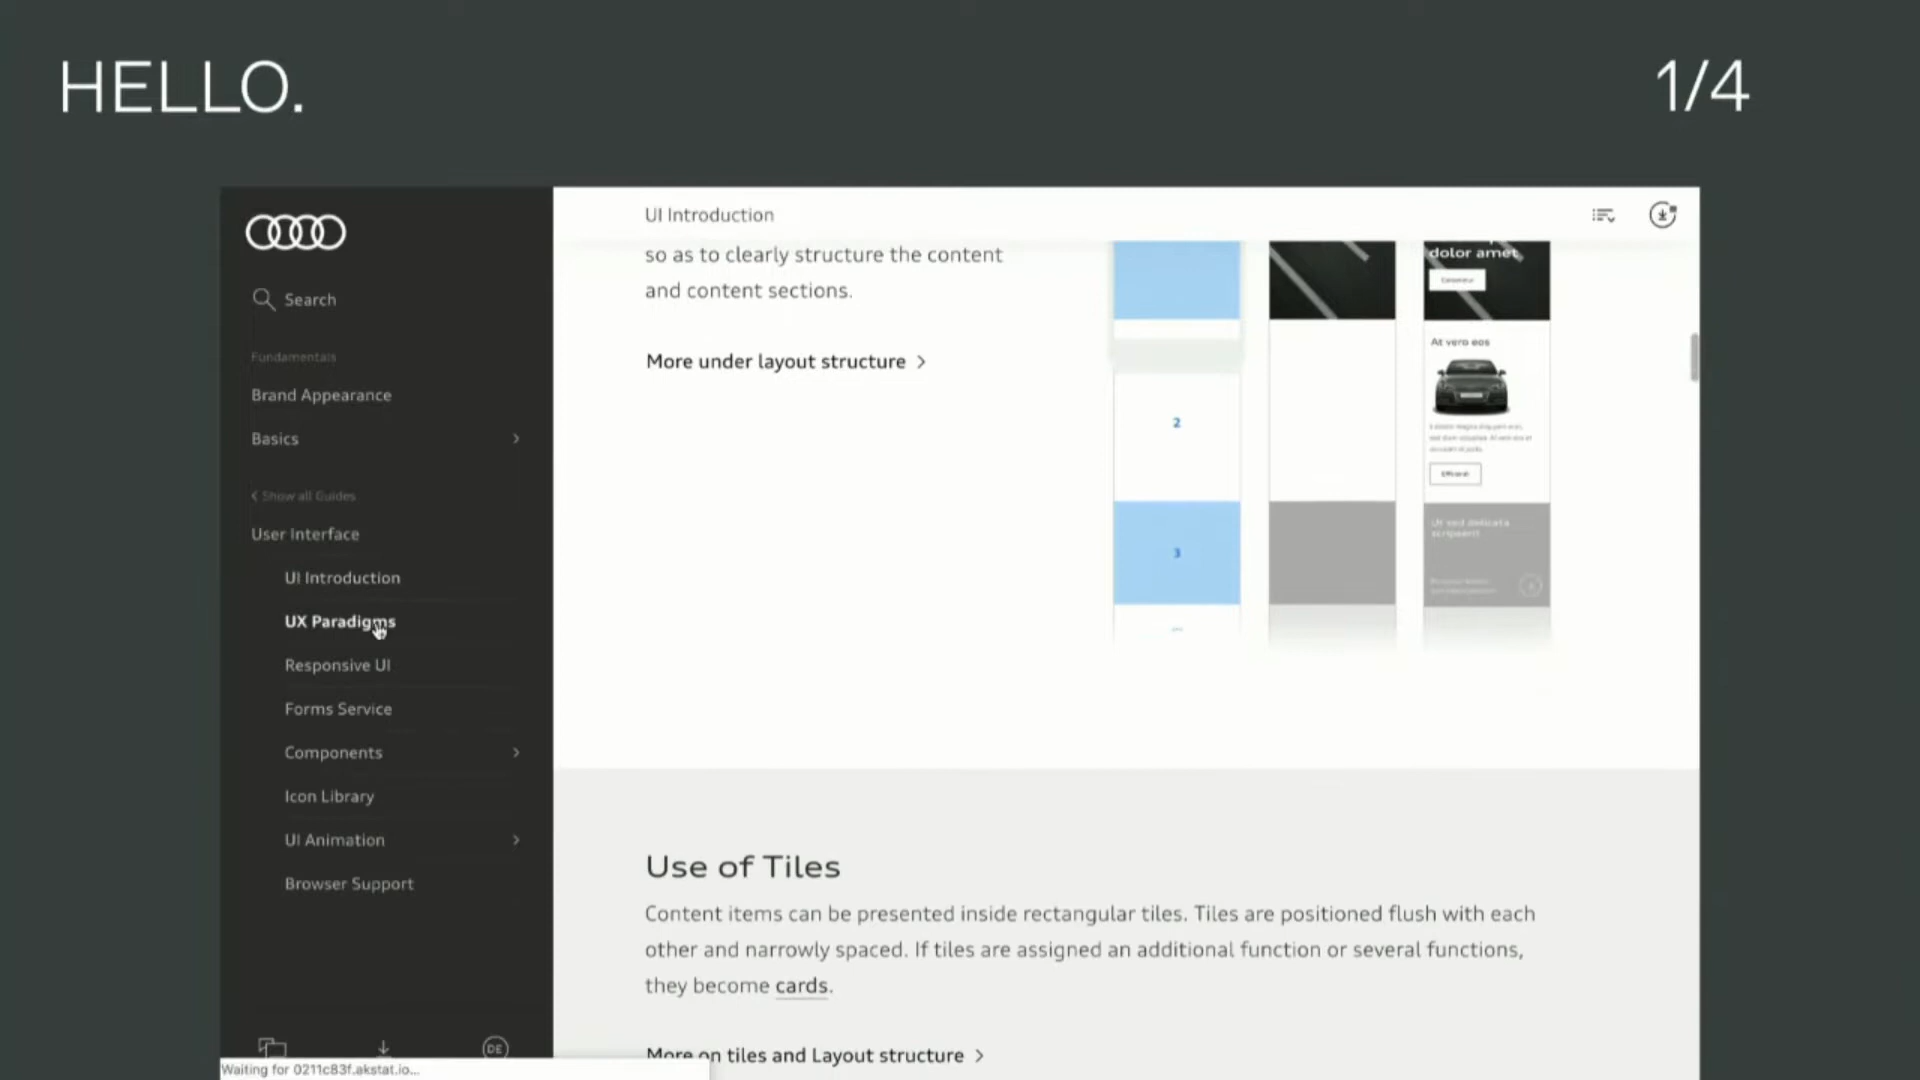 HELLO.
1/4
Search
Fundamentals
Brand Appearance
Basics
Show all Guides
User Interface
UI Introduction
UX Paradigms
Responsive UI
Forms Service
Components
Icon Library
UI Animation
Browser Support
DE
Waiting for 0211c83f.akstat.io...
UI Introduction
so as to clearly structure the content
and content sections.
More under layout structure
2
3
dolor amet
At vero eos
Use of Tiles
Content items can be presented inside rectangular tiles. Tiles are positioned flush with each
other and narrowly spaced. If tiles are assigned an additional function or several functions,
they become cards.
More on tiles and Layout structure